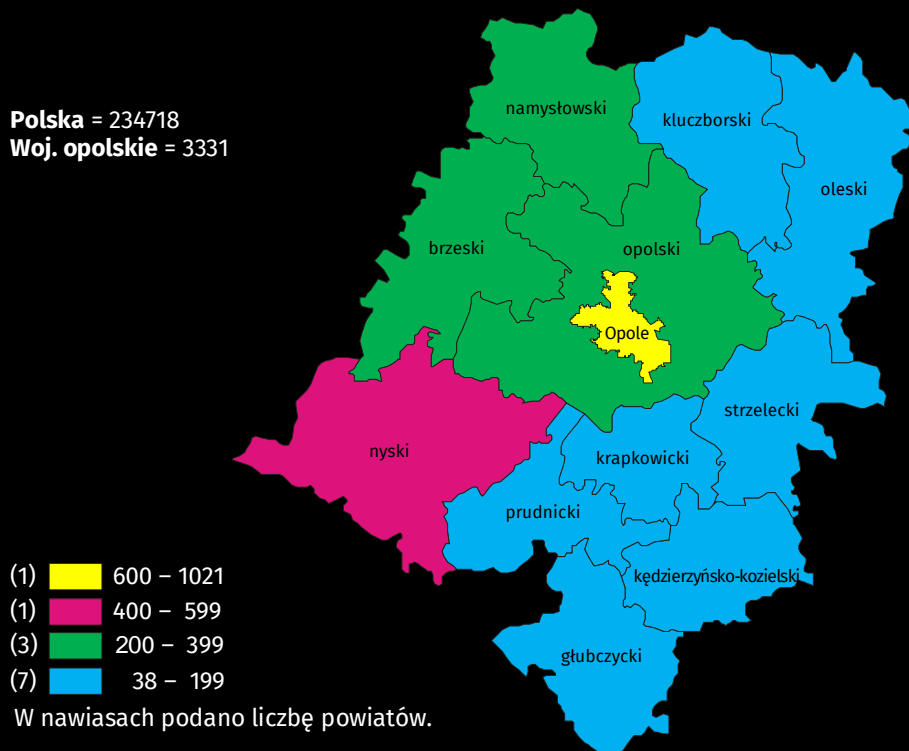 Polska = 234718
Woj. opolskie = 3331
namysłowski
kluczborski
oleski
brzeski
opolski
Opole
strzelecki
nyski
krapkowicki
prudnicki
kędzierzyńsko-kozielski
głubczycki
(1) 600 – 1021
(1) 400 – 599
(3) 200 – 399
(7) 38 – 199
W nawiasach podano liczbę powiatów.